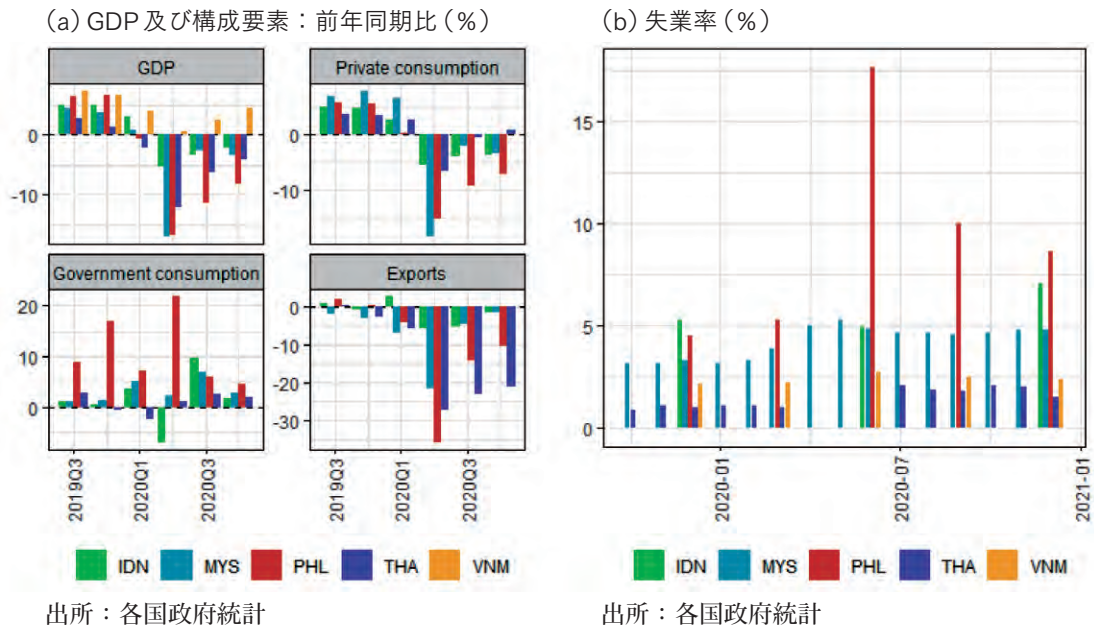 (a) GDP 及び構成要素：前年同期比(%)
GDP
Private consumption
0
-10
0
-10
Government consumption
Exports
20
10
0
0
-10
-20
-30
2019Q3
2020Q1
2020Q3
2019Q3
2020Q1
2020Q3
IDN MYS PHL THA VNM
出所：各国政府統計
(b) 失業率(%)
15
10
5
0
2020-01
2020-07
2021-01
IDN MYS PHL THA VNM
出所：各国政府統計